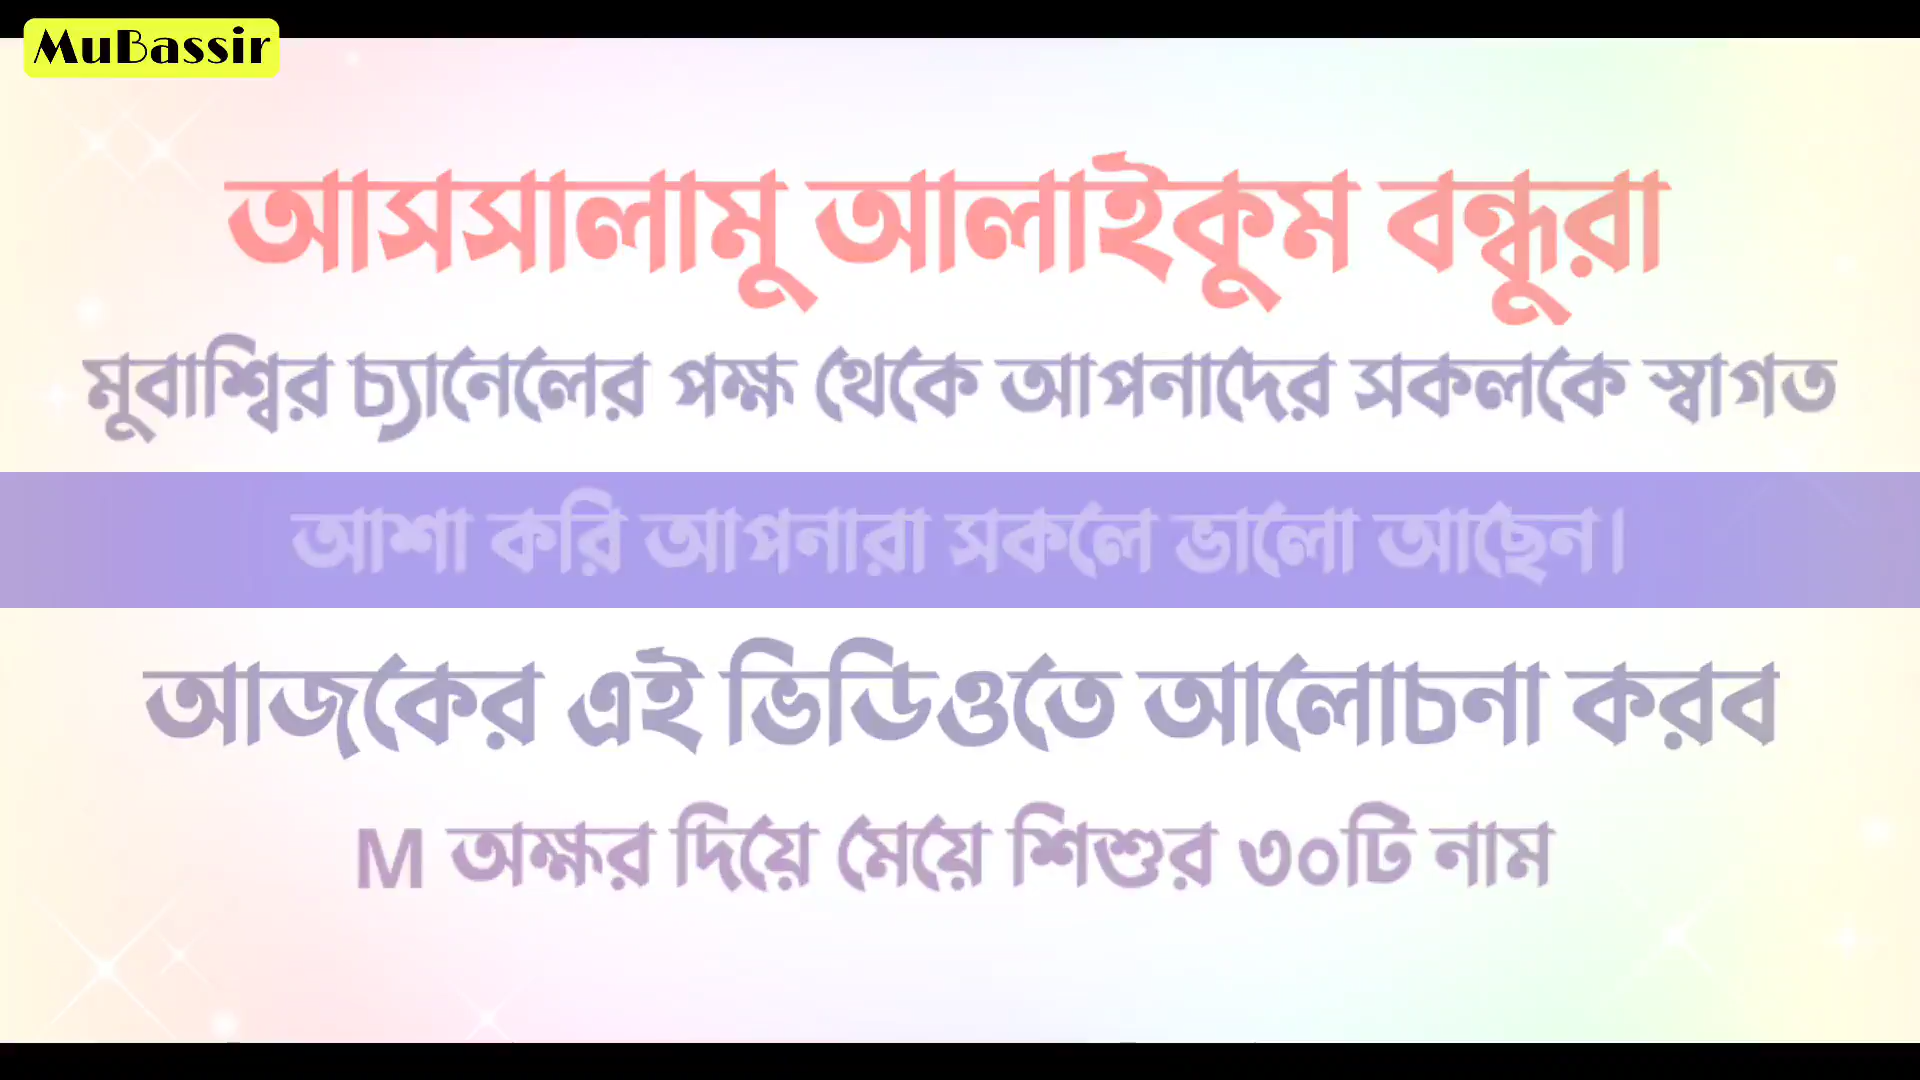 MuBassir
আসসালামু আলাইকুম বন্ধুরা
মুবাশ্বির চ্যানেলের পক্ষ থেকে আপনাদের সকলকে স্বাগত
আশা করি আপনারা সকলে ভালো আছেন।
আজকের এই ভিডিওতে আলোচনা করব
M অক্ষর দিয়ে মেয়ে শিশুর ৩০টি নাম